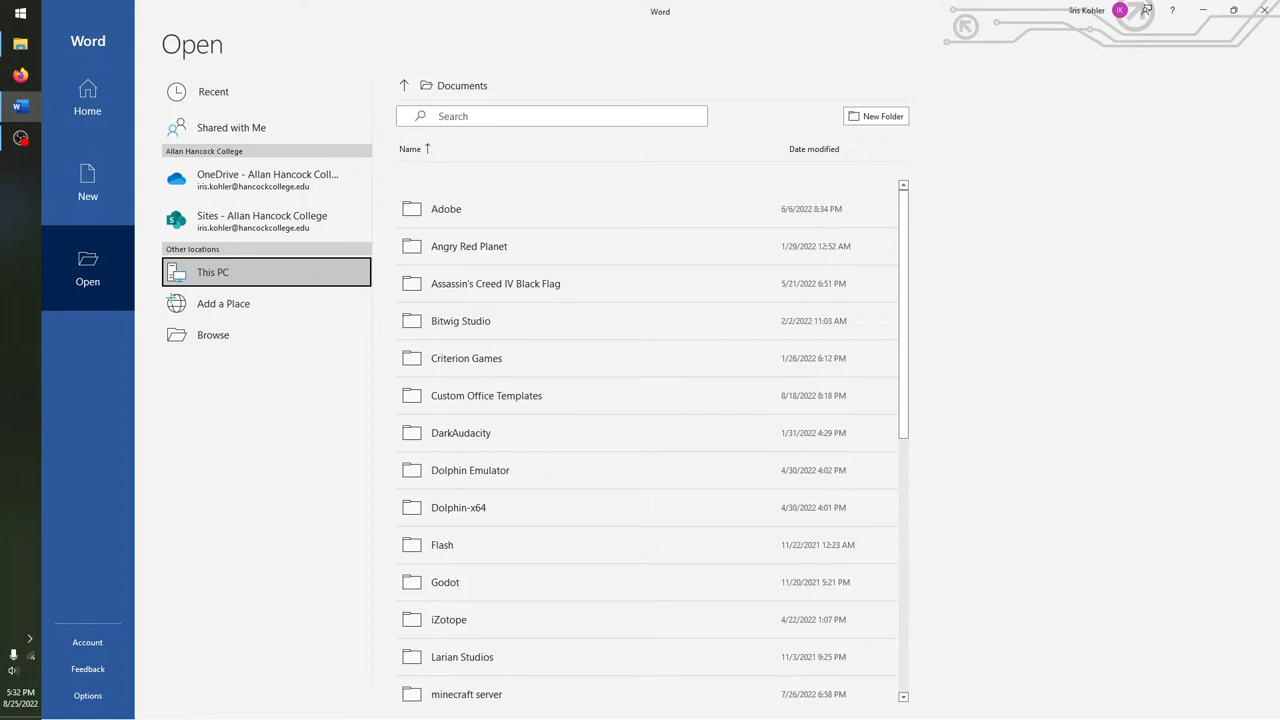 Word
Iris Kohler
IK
?
Word
Home
New
Open
Account
Feedback
Options
5:32 PM
8/25/2022
Open
Recent
Shared with Me
Allan Hancock College
OneDrive - Allan Hancock Coll...
iris.kohler@hancockcollege.edu
Sites - Allan Hancock College
iris.kohler@hancockcollege.edu
Other locations
This PC
Add a Place
Browse
Documents
Search
New Folder
Name Date modified
Adobe 6/6/2022 8:34 PM
Angry Red Planet 1/29/2022 12:52 AM
Assassin's Creed IV Black Flag 5/21/2022 6:51 PM
Bitwig Studio 2/2/2022 11:03 AM
Criterion Games 1/26/2022 6:12 PM
Custom Office Templates 8/18/2022 8:18 PM
DarkAudacity 1/31/2022 4:29 PM
Dolphin Emulator 4/30/2022 4:02 PM
Dolphin-x64 4/30/2022 4:01 PM
Flash 11/22/2021 12:23 AM
Godot 11/20/2021 5:21 PM
iZotope 4/22/2022 1:07 PM
Larian Studios 11/3/2021 9:25 PM
minecraft server 7/26/2022 6:58 PM